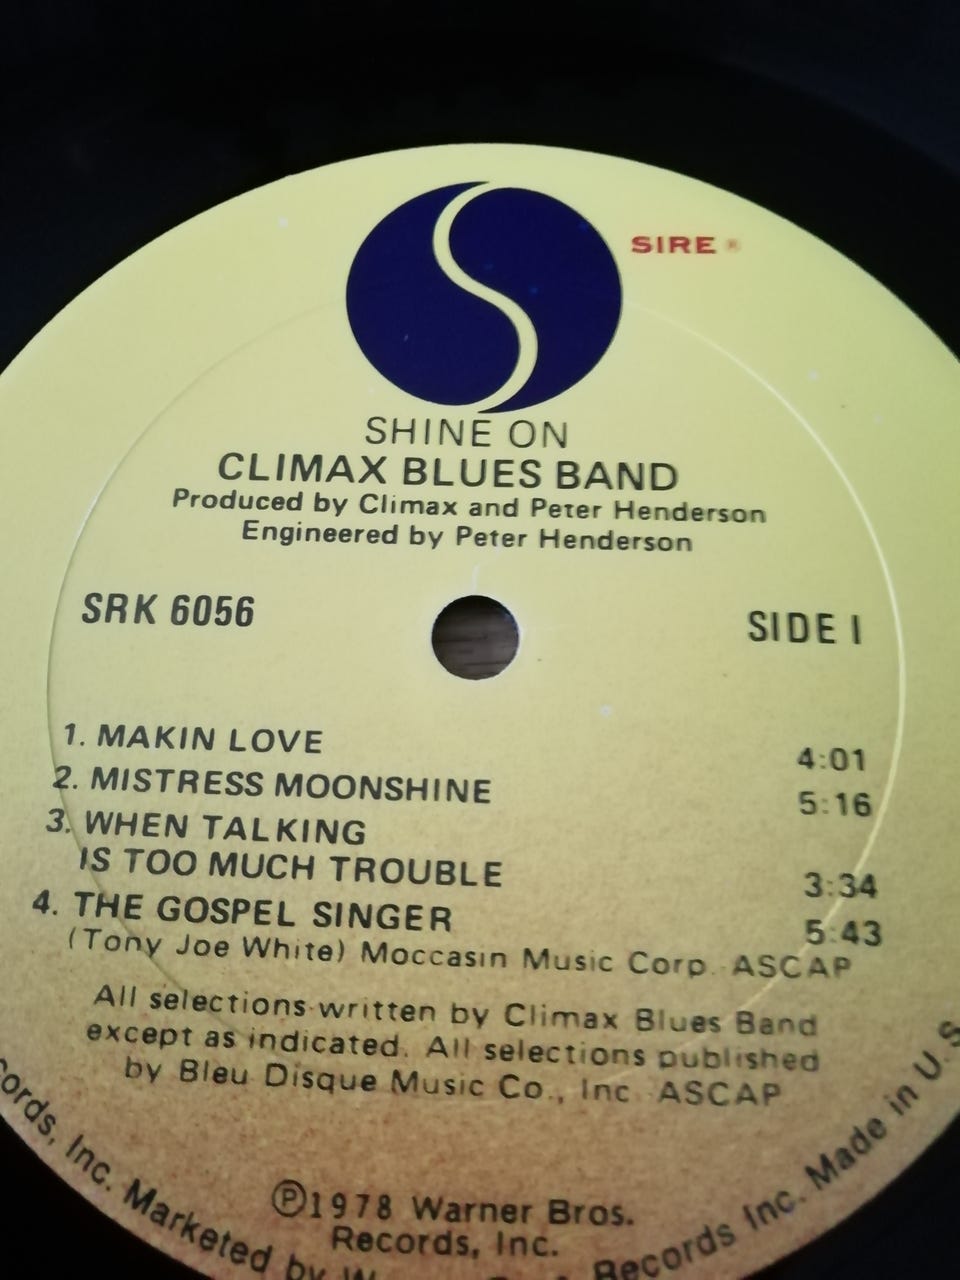 SIRE®
SHINE ON
CLIMAX BLUES BAND
Produced by Climax and Peter Henderson
Engineered by Peter Henderson
SRK 6056
SIDE I
1. MAKIN LOVE 4:01
2. MISTRESS MOONSHINE 5:16
3. WHEN TALKING
IS TOO MUCH TROUBLE 3:34
4. THE GOSPEL SINGER 5:43
(Tony Joe White) Moccasin Music Corp. ASCAP
All selections written by Climax Blues Band
except as indicated. All selections published
by Bleu Disque Music Co., Inc. ASCAP
℗1978 Warner Bros.
Records, Inc.
Inc. Marketed by Records Inc. Made in U.S